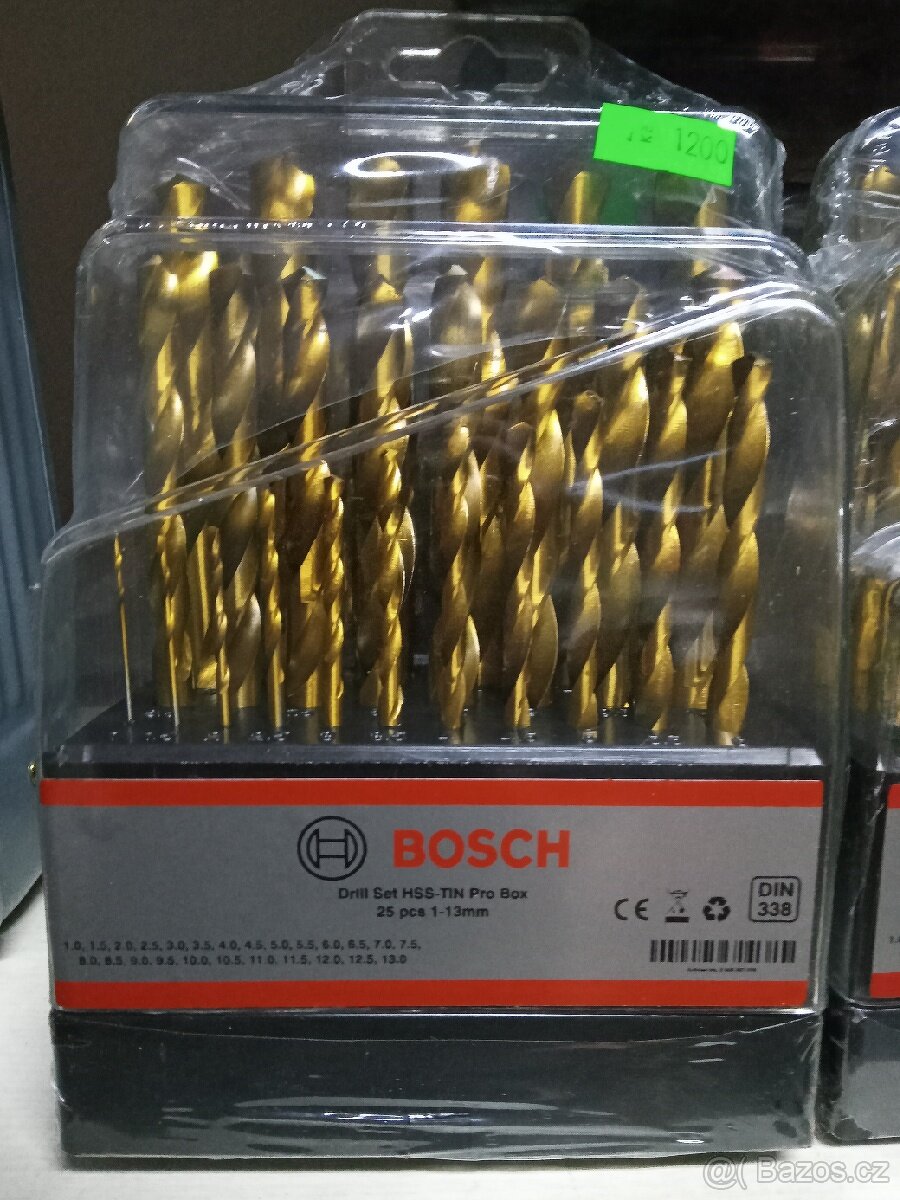 1200
BOSCH
Drill Set HSS-TIN Pro Box
25 pcs 1-13mm
CE
DIN
338
1.0, 1.5, 2.0, 2.5, 3.0, 3.5, 4.0, 4.5, 5.0, 5.5, 6.0, 6.5, 7.0, 7.5,
8.0, 8.5, 9.0, 9.5, 10.0, 10.5, 11.0, 11.5, 12.0, 12.5, 13.0
Bazos.cz